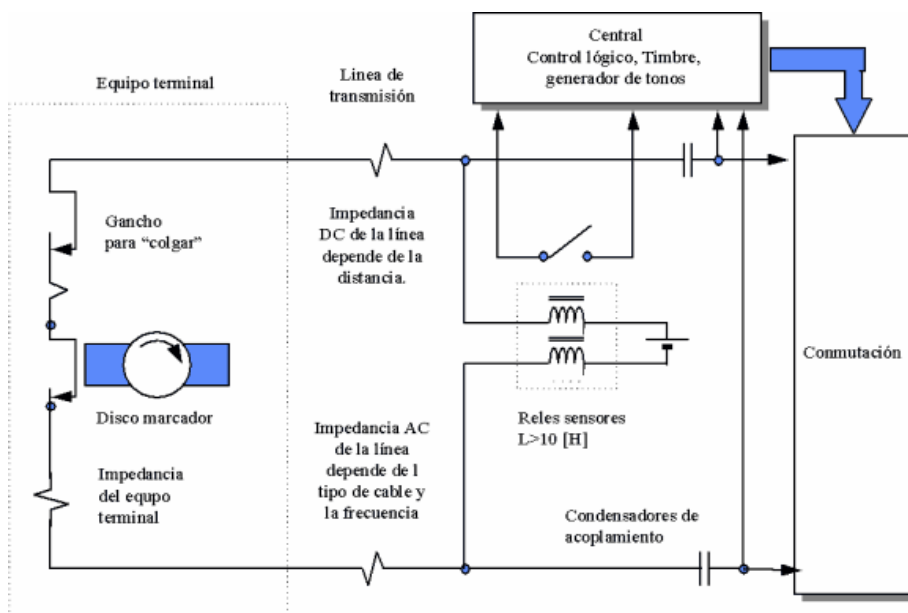 Central
Control lógico, Timbre,
generador de tonos
Equipo terminal
Linea de
transmisión
Gancho
para “colgar”
Impedancia
DC de la línea
depende de la
distancia.
Conmutación
Disco marcador
Reles sensores
L>10 [H]
Impedancia AC
de la línea
depende de l
tipo de cable y
la frecuencia
Impedancia
del equpo
terminal
Condensadores de
acoplamiento